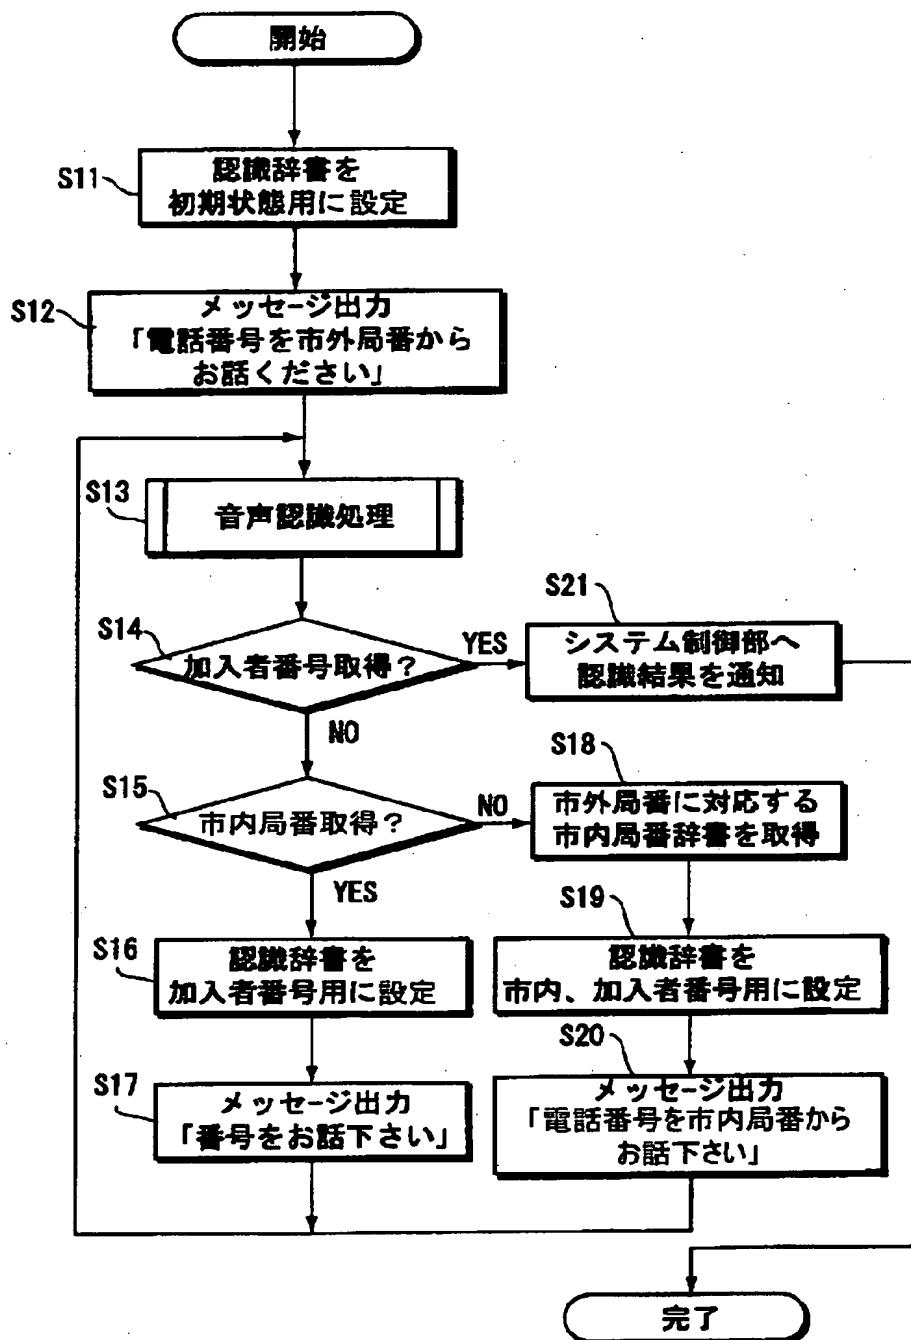 開始
S11
認識辞書を
初期状態用に設定
S12
メッセージ出力
「電話番号を市外局番から
お話ください」
S13
音声認識処理
S14
加入者番号取得？
YES
NO
S21
システム制御部へ
認識結果を通知
S15
市内局番取得？
NO
YES
S18
市外局番に対応する
市内局番辞書を取得
S16
認識辞書を
加入者番号用に設定
S19
認識辞書を
市内、加入者番号用に設定
S17
メッセージ出力
「番号をお話下さい」
S20
メッセージ出力
「電話番号を市内局番から
お話下さい」
完了